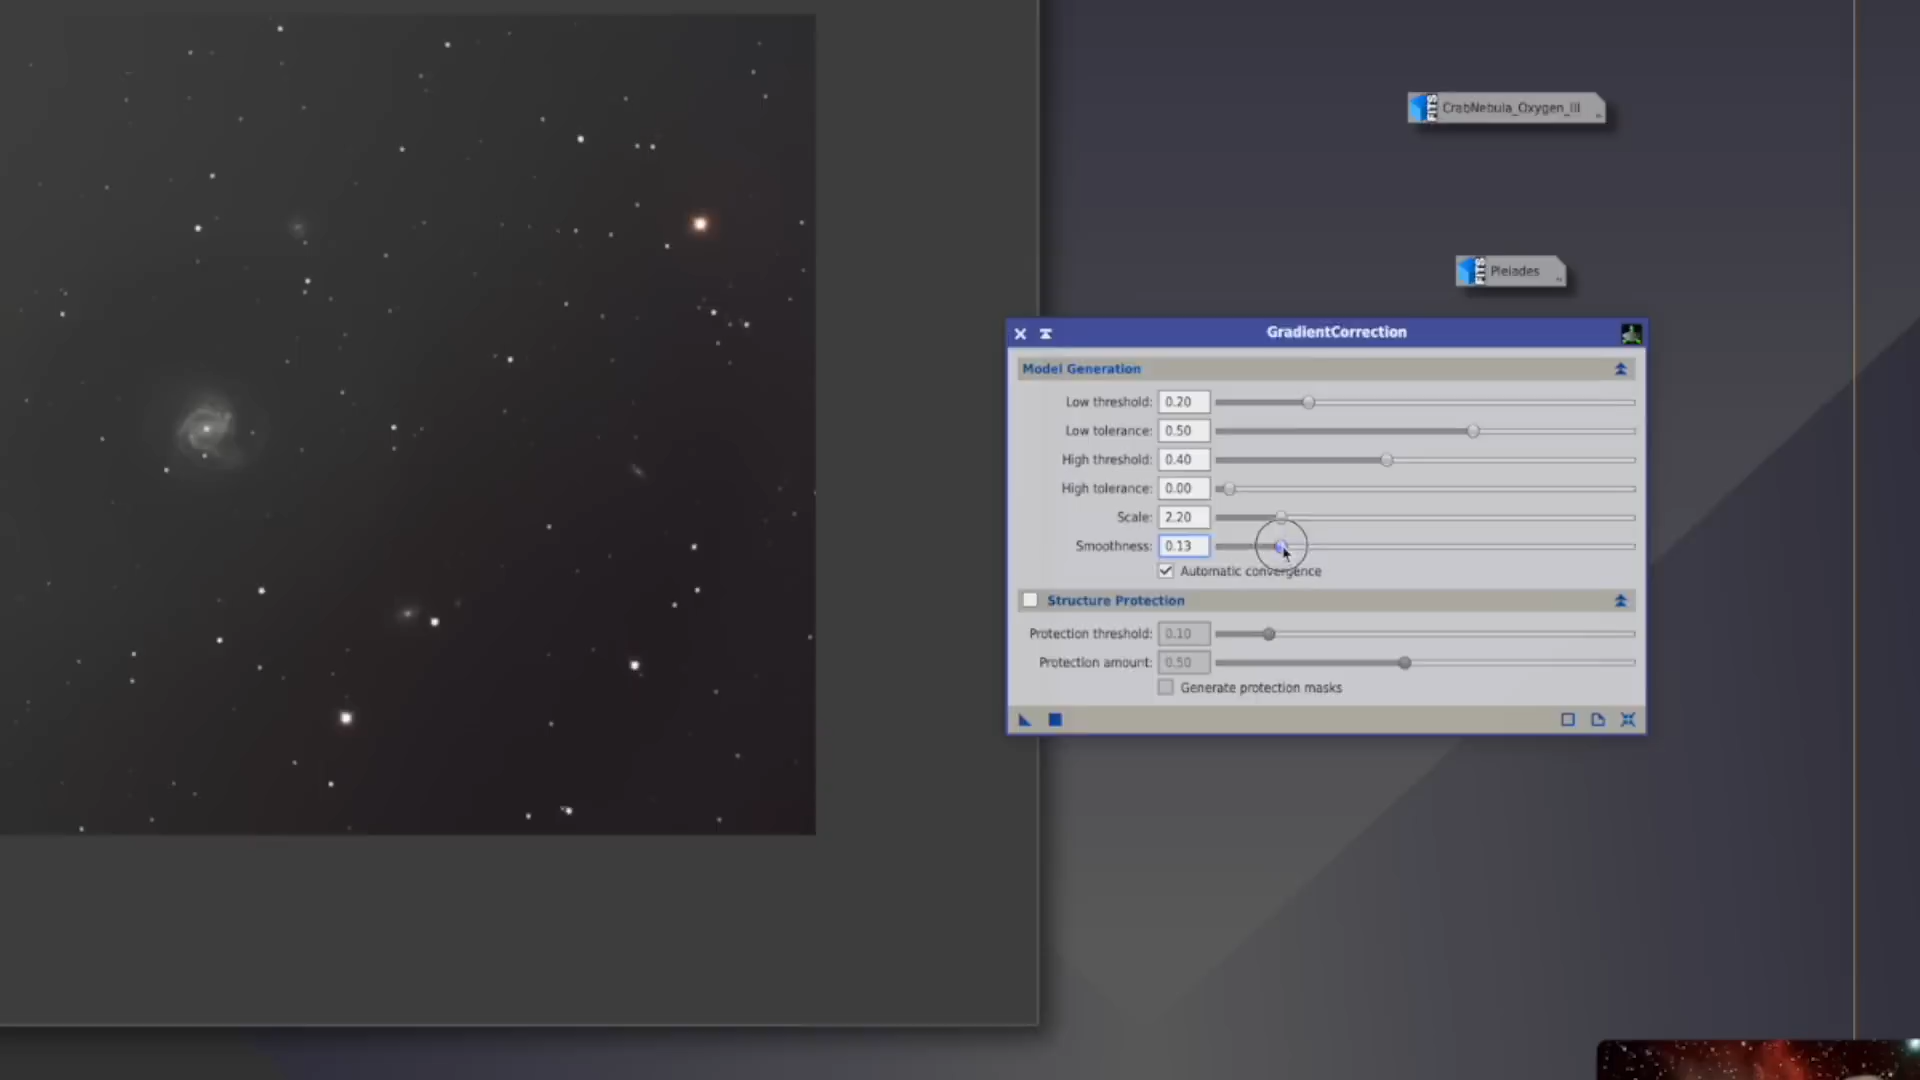 FITS CrabNebula_Oxygen_III
FITS Pleiades
GradientCorrection
Model Generation
Low threshold: 0.20
Low tolerance: 0.50
High threshold: 0.40
High tolerance: 0.00
Scale: 2.20
Smoothness: 0.13
Automatic convergence
Structure Protection
Protection threshold: 0.10
Protection amount: 0.50
Generate protection masks